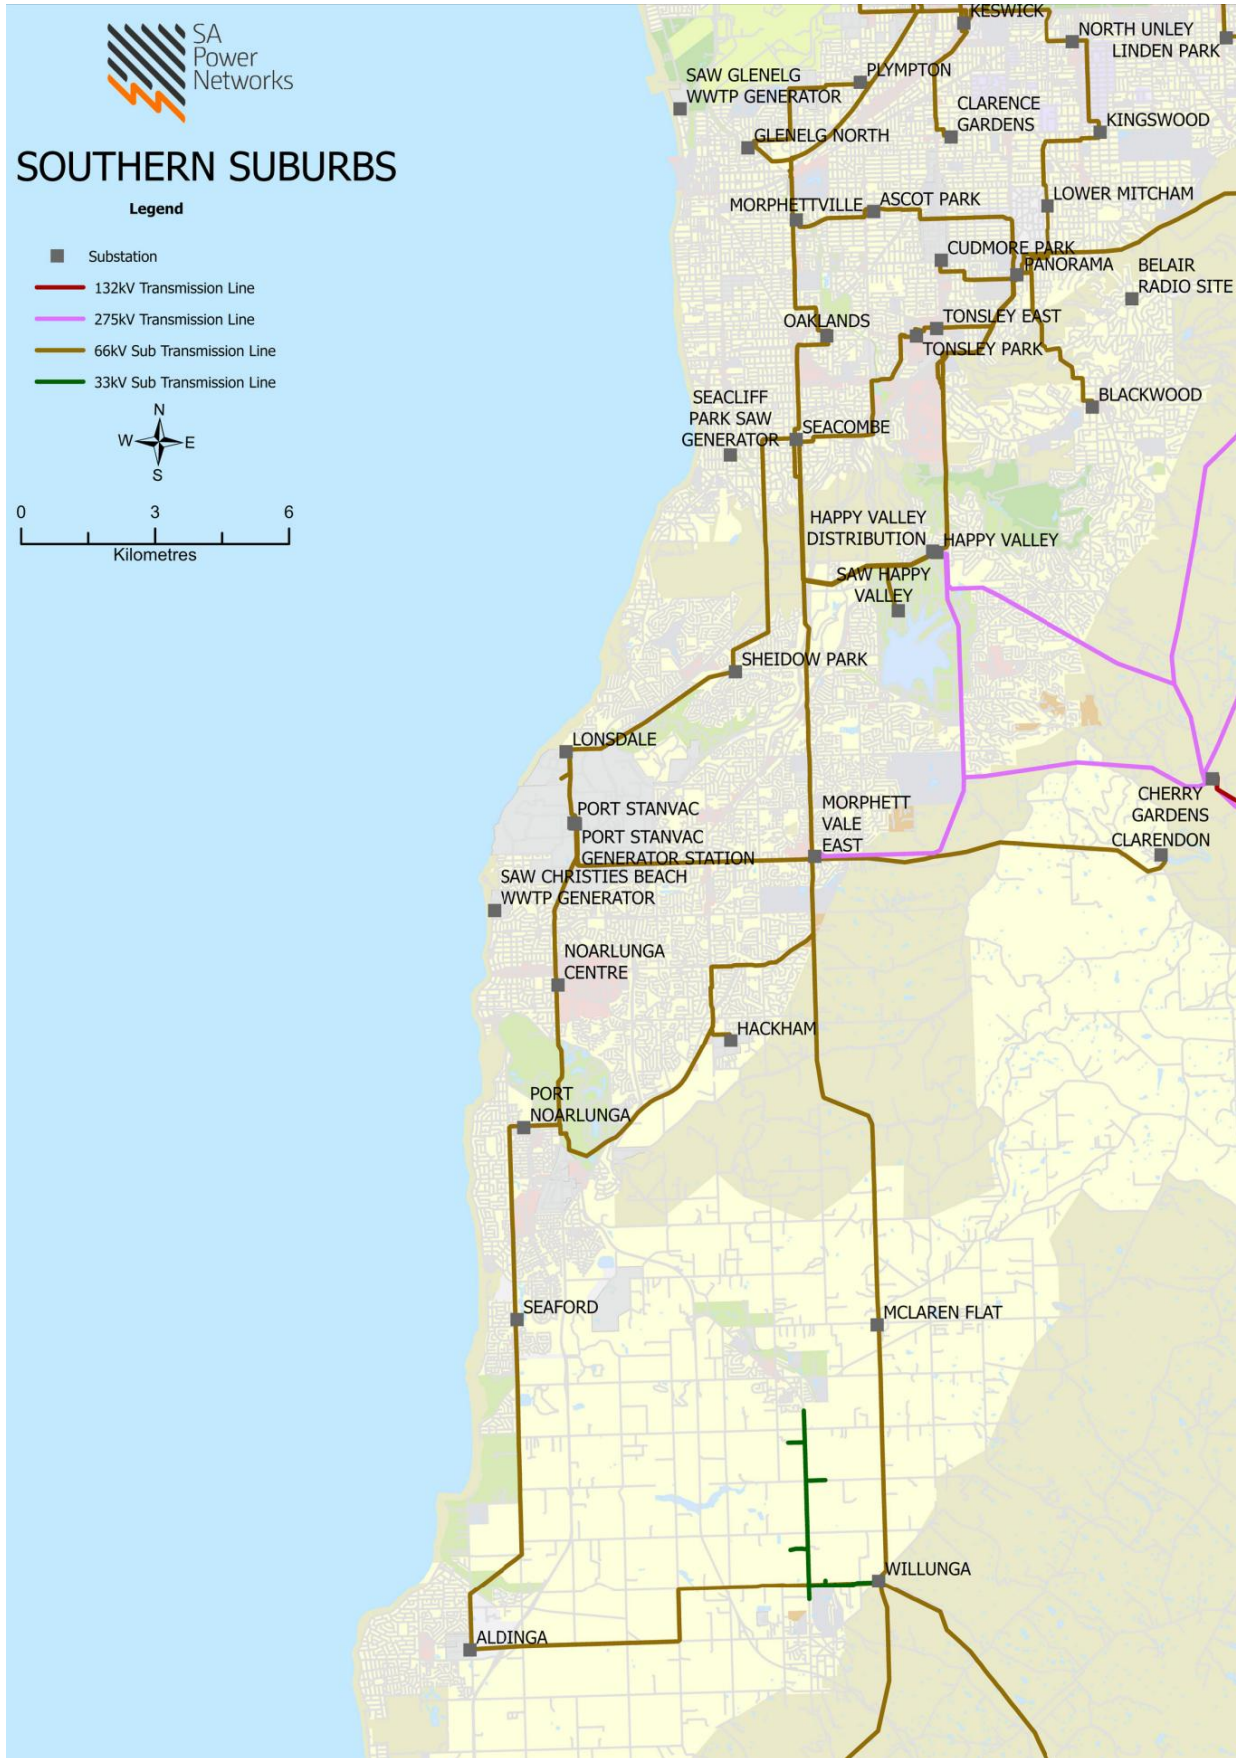 SA
Power
Networks
SOUTHERN SUBURBS
Legend
Substation
132kV Transmission Line
275kV Transmission Line
66kV Sub Transmission Line
33kV Sub Transmission Line
N
W
E
S
0
3
6
Kilometres
KESWICK
NORTH UNLEY
LINDEN PARK
PLYMPTON
SAW GLENELG
WWTP GENERATOR
CLARENCE
GARDENS
KINGSWOOD
GLENELG NORTH
MORPHETTVILLE
ASCOT PARK
LOWER MITCHAM
CUDMORE PARK
PANORAMA
BELAIR
RADIO SITE
OAKLANDS
TONSLEY EAST
TONSLEY PARK
SEACLIFF
PARK SAW
GENERATOR
SEACOMBE
BLACKWOOD
HAPPY VALLEY
DISTRIBUTION
HAPPY VALLEY
SAW HAPPY
VALLEY
SHEIDOW PARK
LONSDALE
PORT STANVAC
PORT STANVAC
GENERATOR STATION
MORPHETT
VALE
EAST
CHERRY
GARDENS
CLARENDON
SAW CHRISTIES BEACH
WWTP GENERATOR
NOARLUNGA
CENTRE
HACKHAM
PORT
NOARLUNGA
SEAFORD
MCLAREN FLAT
WILLUNGA
ALDINGA